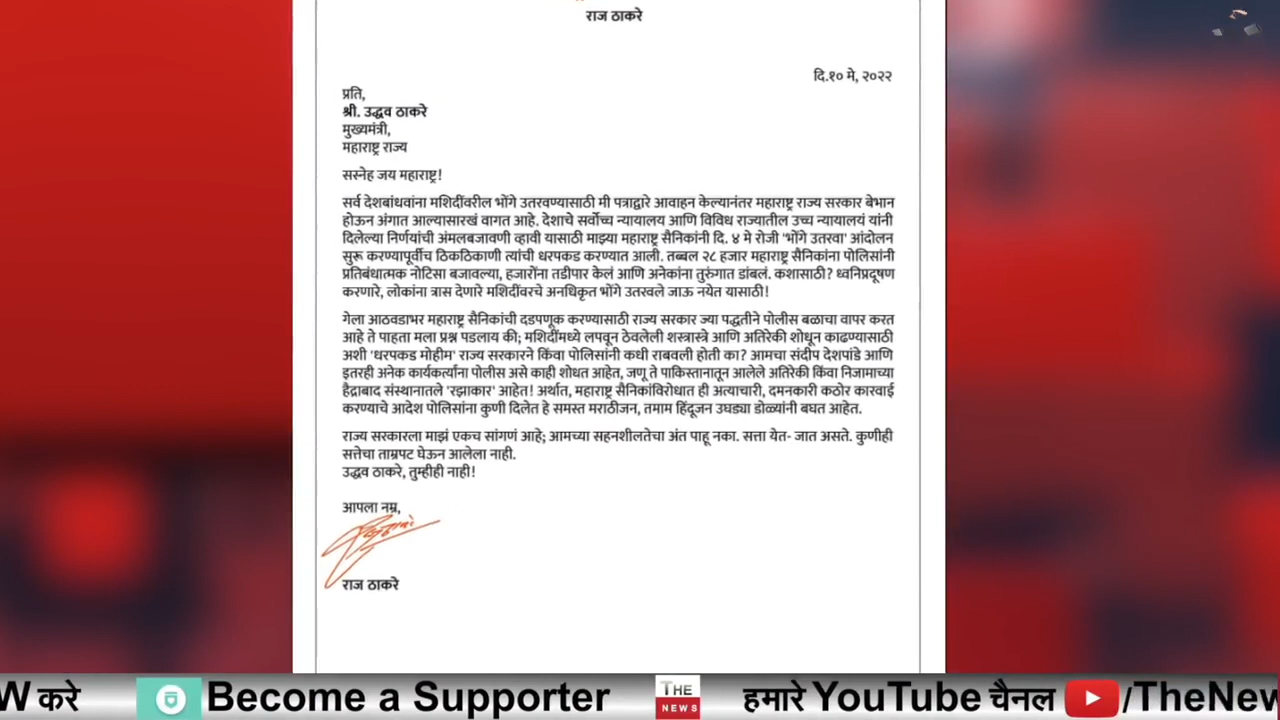 राज ठाकरे
दि.१० मे, २०२२
प्रति,
श्री. उद्धव ठाकरे
मुख्यमंत्री,
महाराष्ट्र राज्य
सस्नेह जय महाराष्ट्र!
सर्व देशबांधवांना मशिदींवरील भोंगे उतरवण्यासाठी मी पत्राद्वारे आवाहन केल्यानंतर महाराष्ट्र राज्य सरकार बेभान
होऊन अंगात आल्यासारखं वागत आहे. देशाचे सर्वोच्च न्यायालय आणि विविध राज्यातील उच्च न्यायालयं यांनी
दिलेल्या निर्णयांची अंमलबजावणी व्हावी यासाठी माझ्या महाराष्ट्र सैनिकांनी दि. ४ मे रोजी 'भोंगे उतरवा' आंदोलन
सुरू करण्यापूर्वीच ठिकठिकाणी त्यांची धरपकड करण्यात आली. तब्बल २८ हजार महाराष्ट्र सैनिकांना पोलिसांनी
प्रतिबंधात्मक नोटिसा बजावल्या, हजारोंना तडीपार केलं आणि अनेकांना तुरुंगात डांबलं. कशासाठी? ध्वनिप्रदूषण
करणारे, लोकांना त्रास देणारे मशिदींवरचे अनधिकृत भोंगे उतरवले जाऊ नयेत यासाठी!
गेला आठवडाभर महाराष्ट्र सैनिकांची दडपणूक करण्यासाठी राज्य सरकार ज्या पद्धतीने पोलीस बळाचा वापर करत
आहे ते पाहता मला प्रश्न पडलाय की; मशिदींमध्ये लपवून ठेवलेली शस्त्रास्त्रे आणि अतिरेकी शोधून काढण्यासाठी
अशी 'धरपकड मोहीम' राज्य सरकारने किंवा पोलिसांनी कधी राबवली होती का? आमचा संदीप देशपांडे आणि
इतरही अनेक कार्यकर्त्यांना पोलीस असे काही शोधत आहेत, जणू ते पाकिस्तानातून आलेले अतिरेकी किंवा निजामाच्या
हैद्राबाद संस्थानातले 'रझाकार' आहेत! अर्थात, महाराष्ट्र सैनिकांविरोधात ही अत्याचारी, दमनकारी कठोर कारवाई
करण्याचे आदेश पोलिसांना कुणी दिलेत हे समस्त मराठीजन, तमाम हिंदूजन उघड्या डोळ्यांनी बघत आहेत.
राज्य सरकारला माझं एकच सांगणं आहे; आमच्या सहनशीलतेचा अंत पाहू नका. सत्ता येत- जात असते. कुणीही
सत्तेचा ताम्रपट घेऊन आलेला नाही.
उद्धव ठाकरे, तुम्हीही नाही!
आपला नम्र,
राज ठाकरे
W करे Become a Supporter THE NEWS हमारे YouTube चैनल /TheNew